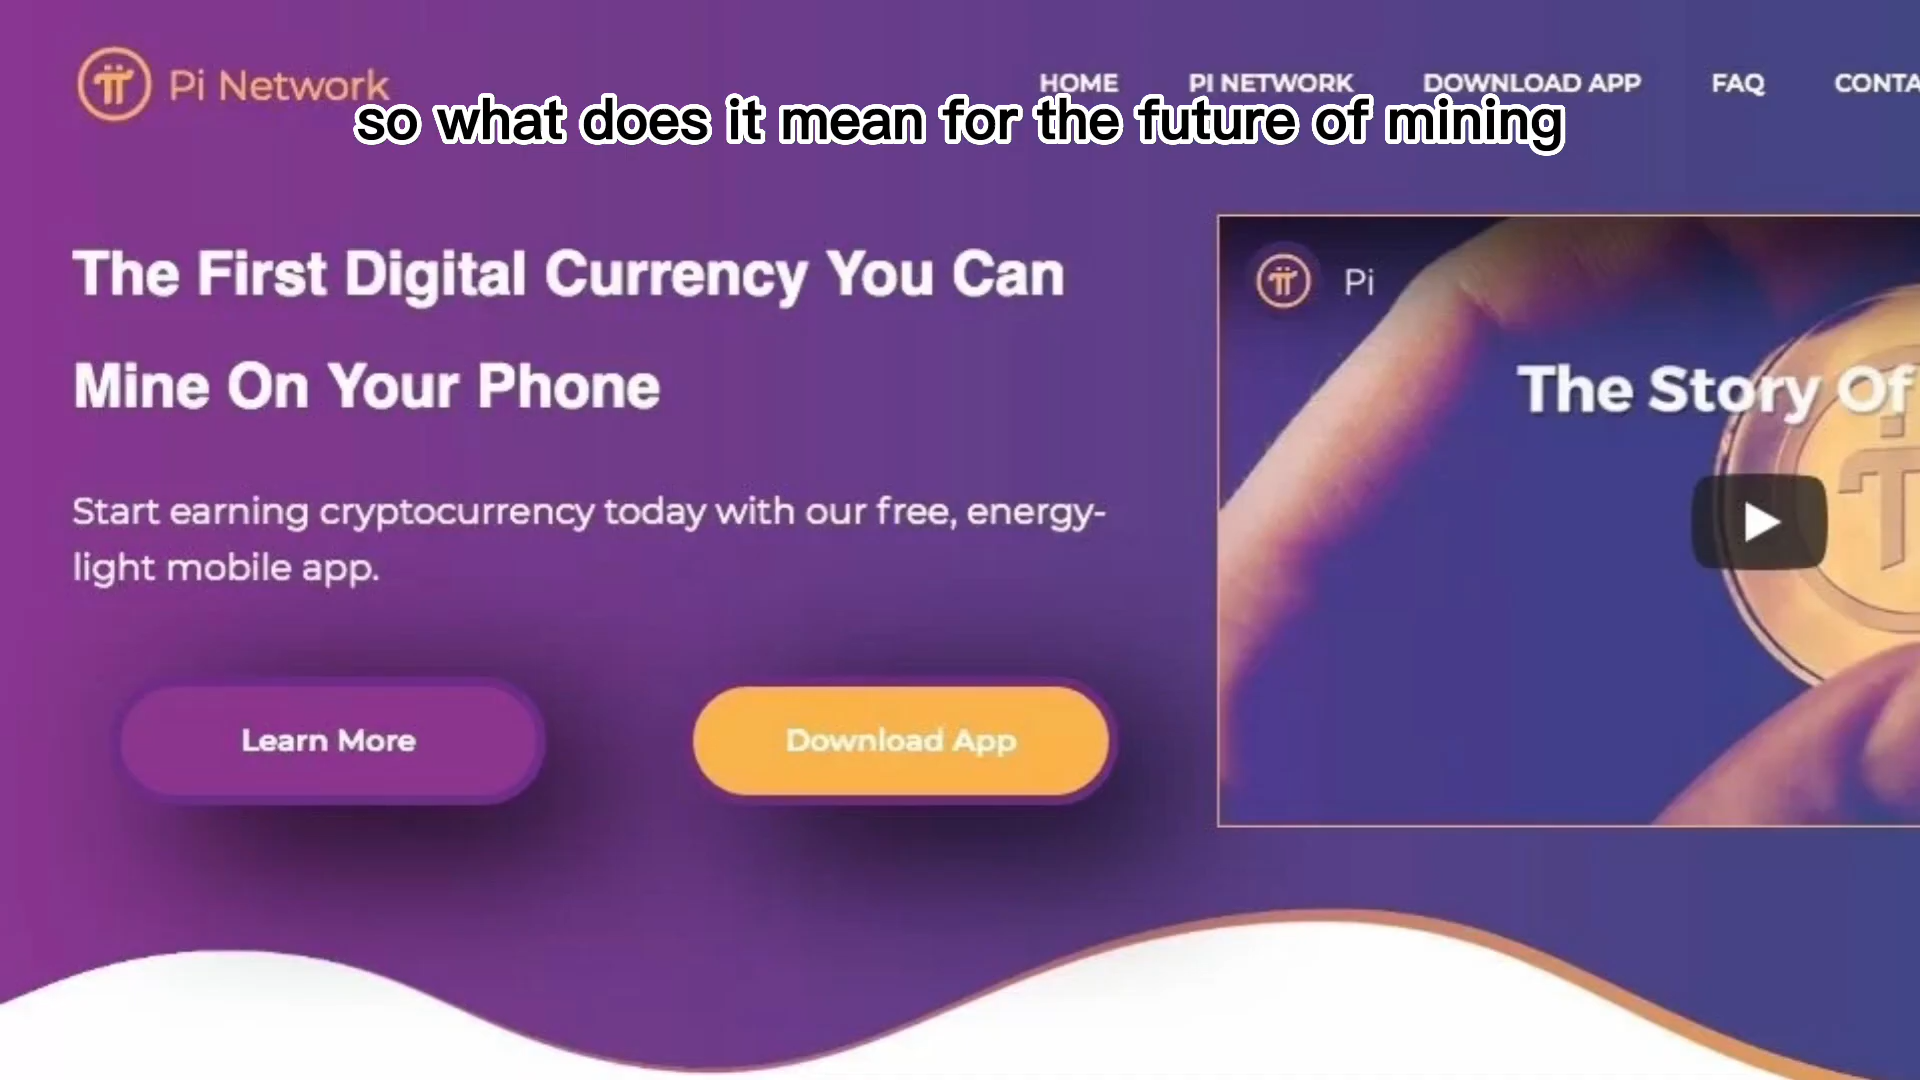 Pi Network
HOME PI NETWORK DOWNLOAD APP FAQ CONTA
so what does it mean for the future of mining
The First Digital Currency You Can
Mine On Your Phone
Start earning cryptocurrency today with our free, energy-
light mobile app.
Learn More
Download App
Pi
The Story Of